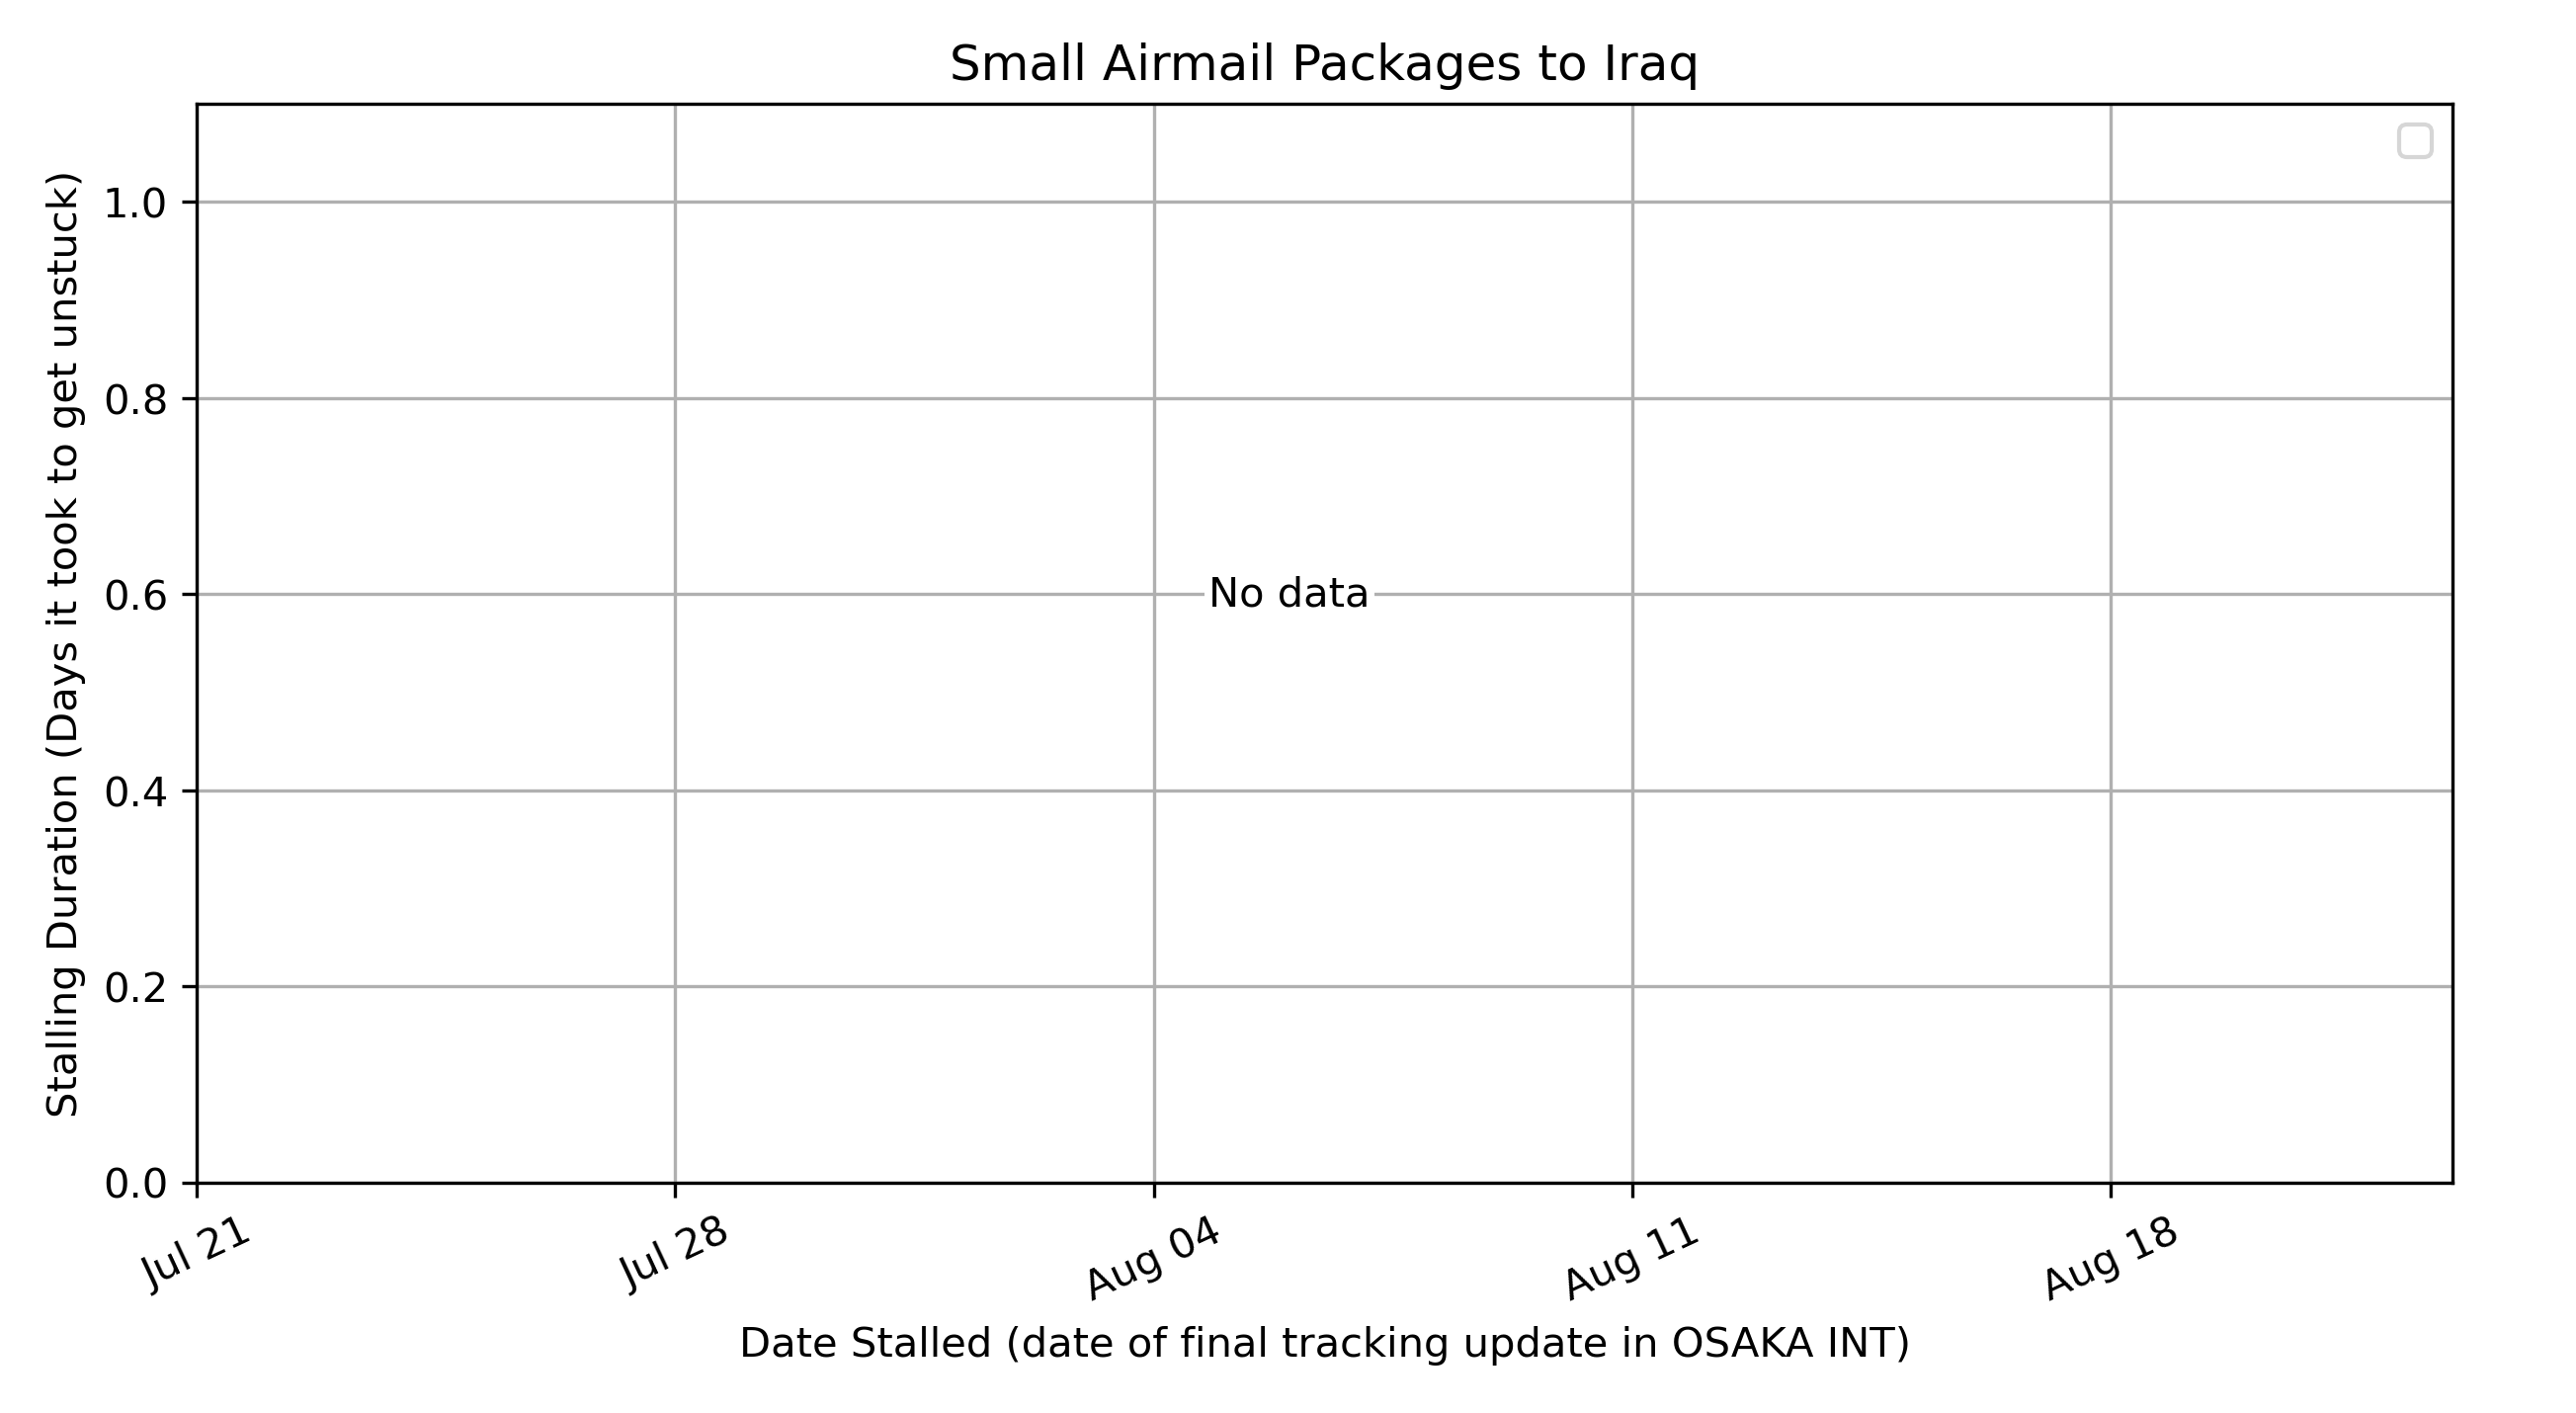 Small Airmail Packages to Iraq
Stalling Duration (Days it took to get unstuck)
1.0
0.8
0.6
0.4
0.2
0.0
No data
Jul 21
Jul 28
Aug 04
Aug 11
Aug 18
Date Stalled (date of final tracking update in OSAKA INT)